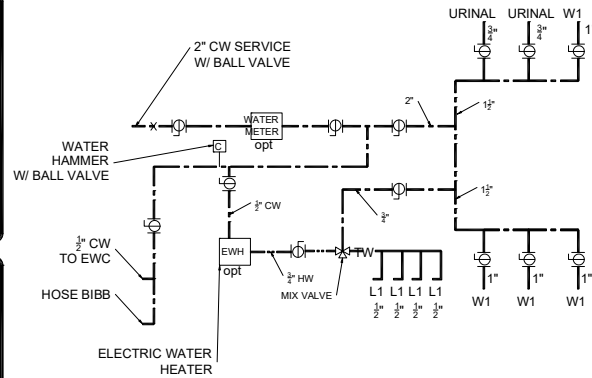 URINAL URINAL W1
3/4" 3/4" 1
2" CW SERVICE
W/ BALL VALVE
WATER
METER
opt
2"
1½"
WATER
HAMMER
W/ BALL VALVE
C
½" CW
¾"
1½"
½" CW
TO EWC
EWH
opt
¾" HW
TW
MIX VALVE
HOSE BIBB
L1 L1 L1 L1
½" ½" ½" ½"
1" 1" 1"
W1 W1 W1
ELECTRIC WATER
HEATER